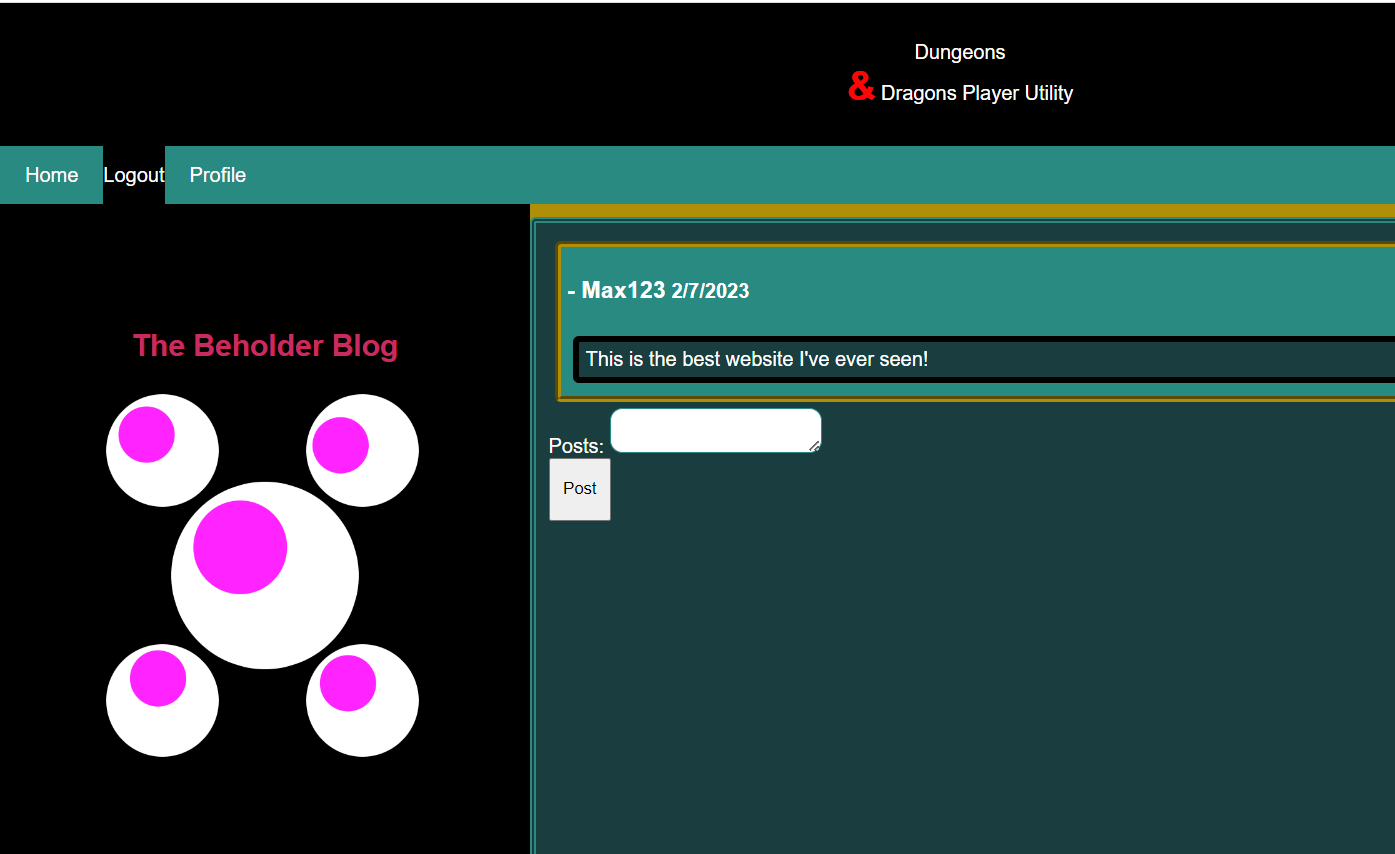 Dungeons
& Dragons Player Utility
Home Logout Profile
The Beholder Blog
- Max123 2/7/2023
This is the best website I've ever seen!
Posts:
Post